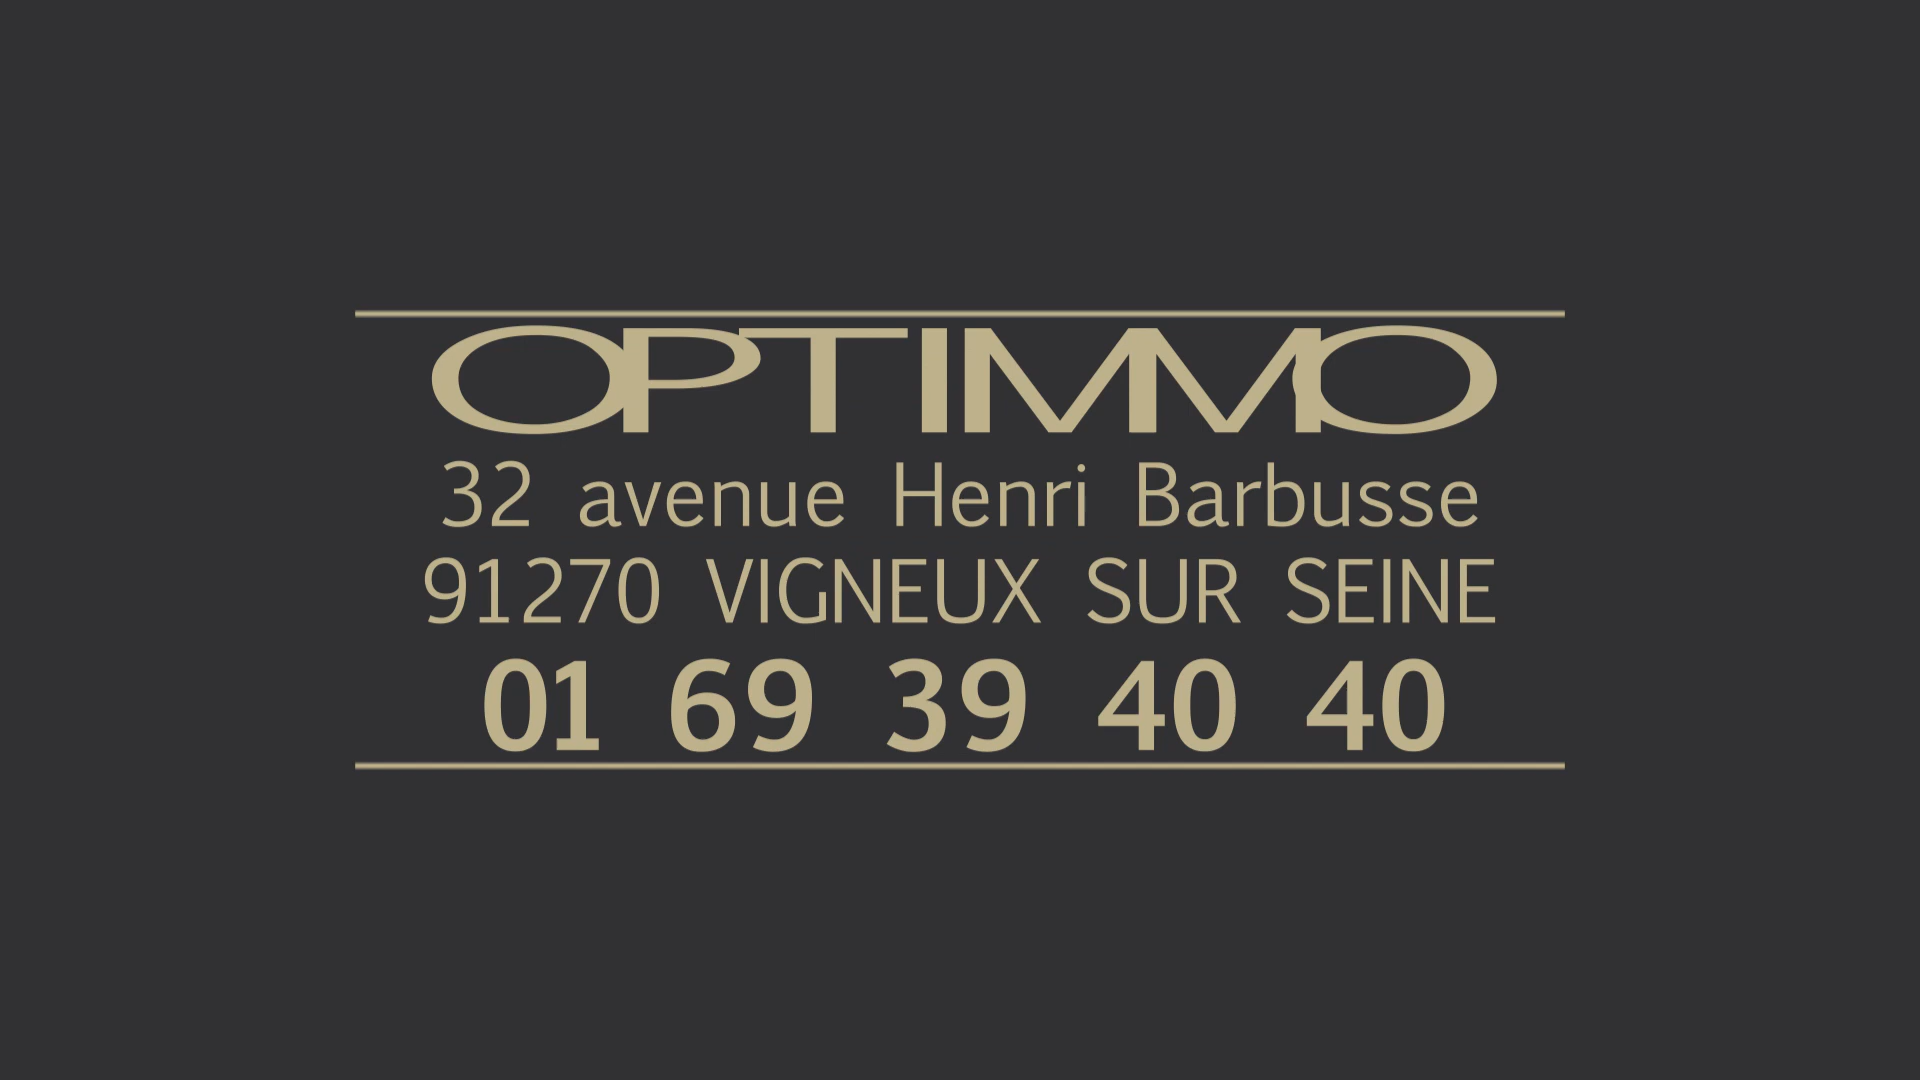 OPTIMMO
32 avenue Henri Barbusse
91270 VIGNEUX SUR SEINE
01 69 39 40 40